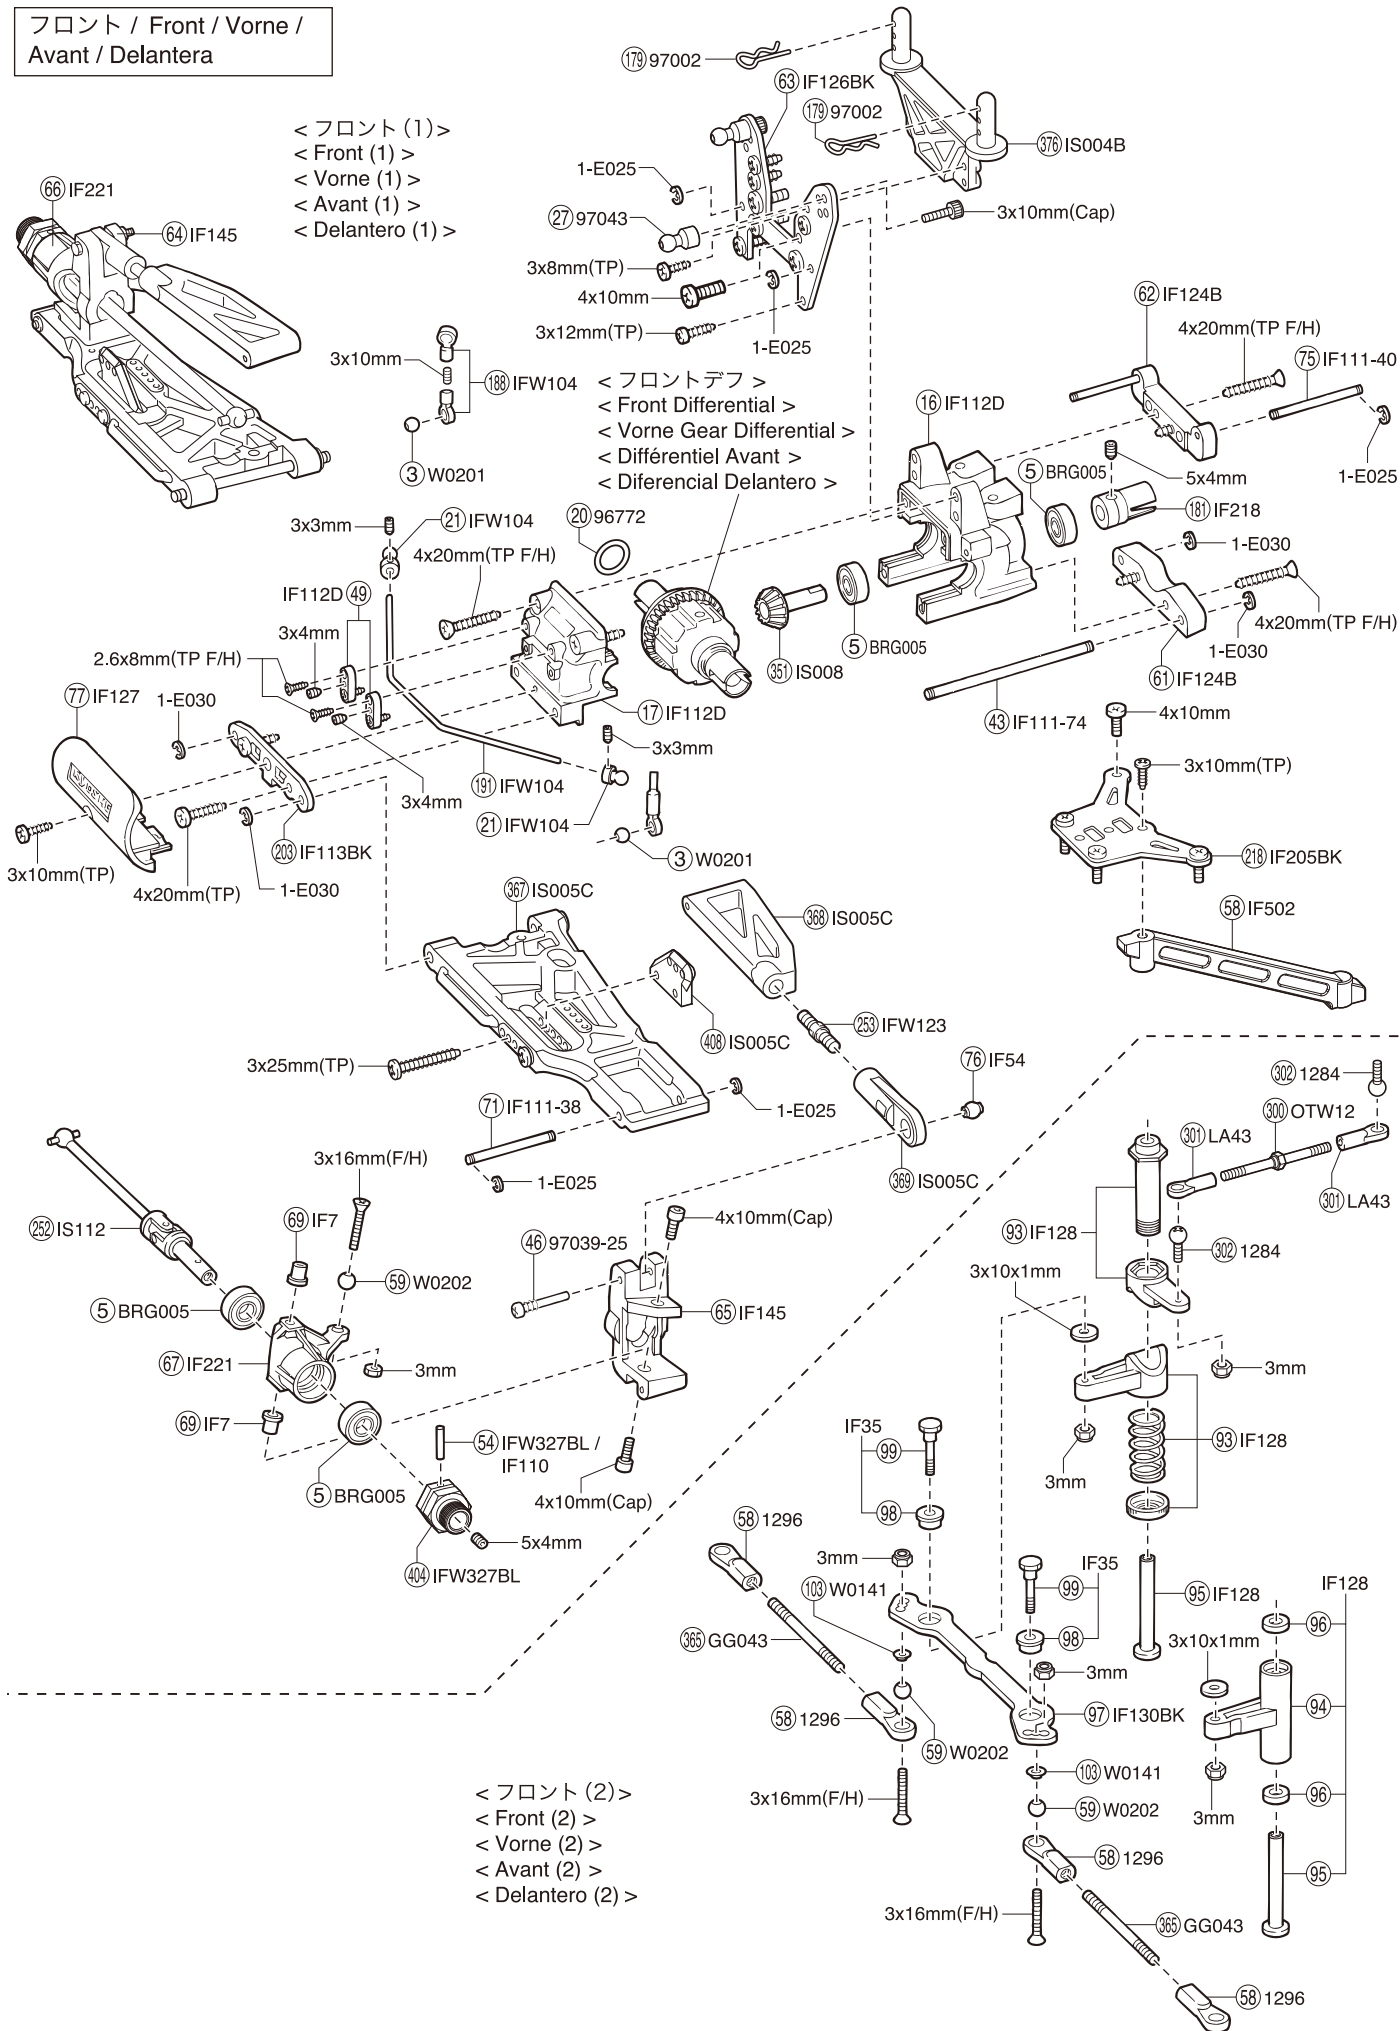 フロント / Front / Vorne /
Avant / Delantera
< フロント (1) >
< Front (1) >
< Vorne (1) >
< Avant (1) >
< Delantero (1) >
179 97002
63 IF126BK
179 97002
376 IS004B
1-E025
27 97043
3x10mm(Cap)
3x8mm(TP)
4x10mm
3x12mm(TP)
1-E025
66 IF221
64 IF145
3x10mm
188 IFW104
3 W0201
< フロントデフ >
< Front Differential >
< Vorne Gear Differential >
< Différentiel Avant >
< Diferencial Delantero >
62 IF124B
4x20mm(TP F/H)
75 IF111-40
16 IF112D
5 BRG005
5x4mm
1-E025
181 IF218
3x3mm
21 IFW104
20 96772
4x20mm(TP F/H)
1-E030
IF112D 49
3x4mm
2.6x8mm(TP F/H)
77 IF127
1-E030
5 BRG005
351 IS008
4x20mm(TP F/H)
1-E030
61 IF124B
17 IF112D
43 IF111-74
4x10mm
3x3mm
191 IFW104
3x4mm
21 IFW104
3x10mm(TP)
203 IF113BK
3 W0201
218 IF205BK
3x10mm(TP)
4x20mm(TP)
1-E030
367 IS005C
368 IS005C
58 IF502
408 IS005C
253 IFW123
3x25mm(TP)
76 IF54
71 IF111-38
1-E025
1-E025
369 IS005C
302 1284
300 OTW12
301 LA43
301 LA43
3x16mm(F/H)
4x10mm(Cap)
252 IS112
69 IF7
46 97039-25
93 IF128
302 1284
59 W0202
3x10x1mm
5 BRG005
65 IF145
67 IF221
3mm
3mm
69 IF7
54 IFW327BL /
IF110
IF35
99
3mm
93 IF128
5 BRG005
4x10mm(Cap)
98
5x4mm
404 IFW327BL
58 1296
3mm
IF35
99
95 IF128
IF128
103 W0141
96
365 GG043
98
3x10x1mm
3mm
94
58 1296
97 IF130BK
59 W0202
103 W0141
96
3x16mm(F/H)
59 W0202
3mm
< フロント (2) >
< Front (2) >
< Vorne (2) >
< Avant (2) >
< Delantero (2) >
58 1296
95
3x16mm(F/H)
365 GG043
58 1296